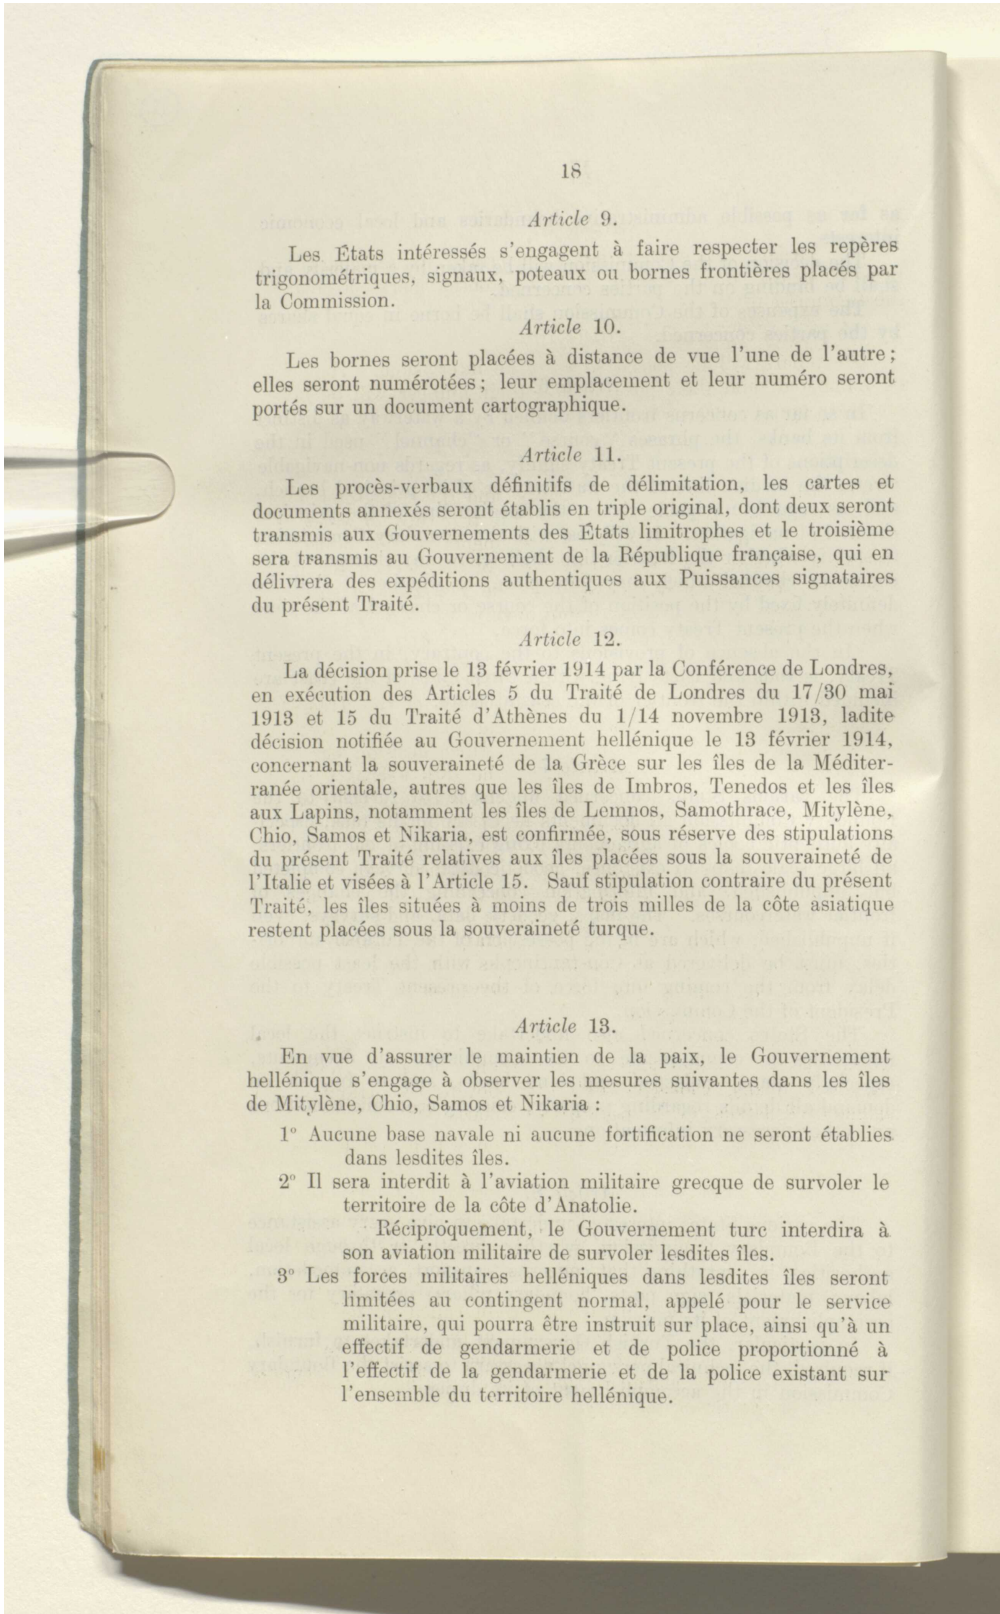 18
Article 9.
Les États intéressés s'engagent à faire respecter les repères
trigonométriques, signaux, poteaux ou bornes frontières placés par
la Commission.
Article 10.
Les bornes seront placées à distance de vue l'une de l'autre;
elles seront numérotées; leur emplacement et leur numéro seront
portés sur un document cartographique.
Article 11.
Les procès-verbaux définitifs de délimitation, les cartes et
documents annexés seront établis en triple original, dont deux seront
transmis aux Gouvernements des États limitrophes et le troisième
sera transmis au Gouvernement de la République française, qui en
délivrera des expéditions authentiques aux Puissances signataires
du présent Traité.
Article 12.
La décision prise le 13 février 1914 par la Conférence de Londres,
en exécution des Articles 5 du Traité de Londres du 17/30 mai
1913 et 15 du Traité d'Athènes du 1/14 novembre 1913, ladite
décision notifiée au Gouvernement hellénique le 13 février 1914,
concernant la souveraineté de la Grèce sur les îles de la Méditer-
ranée orientale, autres que les îles de Imbros, Tenedos et les îles
aux Lapins, notamment les îles de Lemnos, Samothrace, Mitylène,
Chio, Samos et Nikaria, est confirmée, sous réserve des stipulations
du présent Traité relatives aux îles placées sous la souveraineté de
l'Italie et visées à l'Article 15. Sauf stipulation contraire du présent
Traité, les îles situées à moins de trois milles de la côte asiatique
restent placées sous la souveraineté turque.
Article 13.
En vue d'assurer le maintien de la paix, le Gouvernement
hellénique s'engage à observer les mesures suivantes dans les îles
de Mitylène, Chio, Samos et Nikaria :
1° Aucune base navale ni aucune fortification ne seront établies
dans lesdites îles.
2° Il sera interdit à l'aviation militaire grecque de survoler le
territoire de la côte d'Anatolie.
Réciproquement, le Gouvernement turc interdira à
son aviation militaire de survoler lesdites îles.
3° Les forces militaires helléniques dans lesdites îles seront
limitées au contingent normal, appelé pour le service
militaire, qui pourra être instruit sur place, ainsi qu'à un
effectif de gendarmerie et de police proportionné à
l'effectif de la gendarmerie et de la police existant sur
l'ensemble du territoire hellénique.